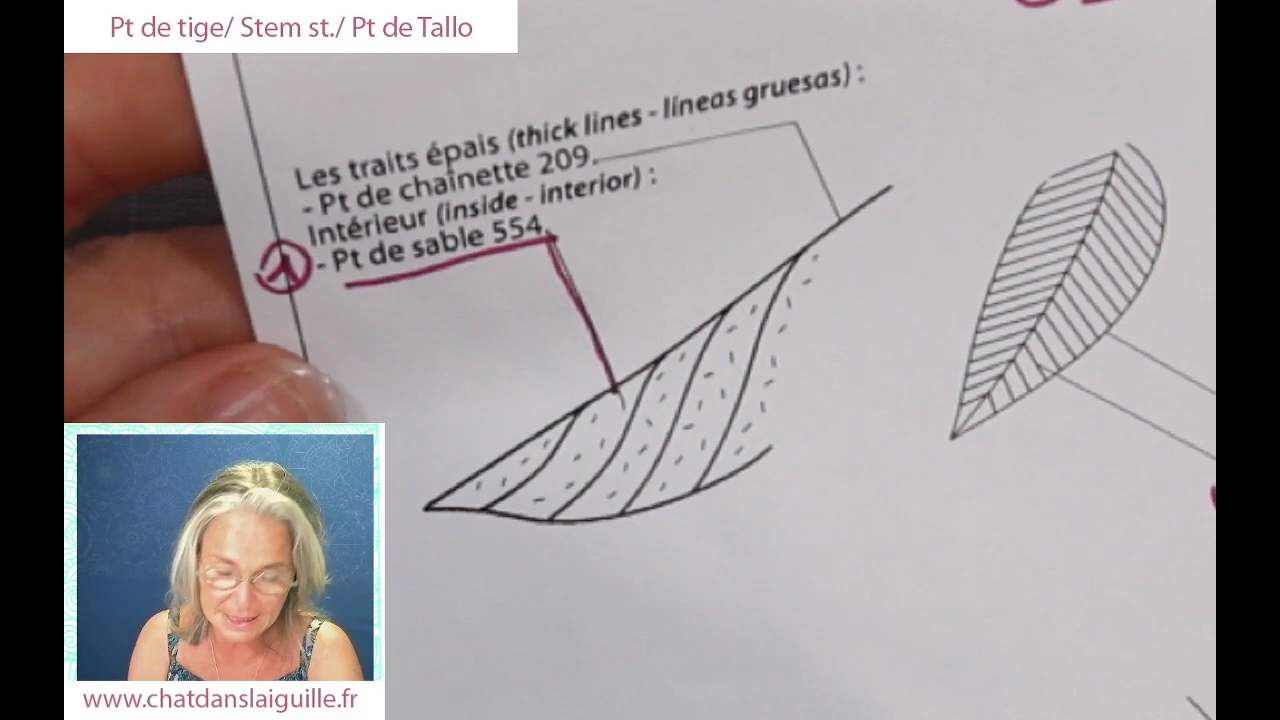 Pt de tige/ Stem st./ Pt de Tallo
Les traits épais (thick lines - líneas gruesas) :
- Pt de chaînette 209.
Intérieur (inside - interior) :
- Pt de sable 554.
www.chatdanslaiguille.fr